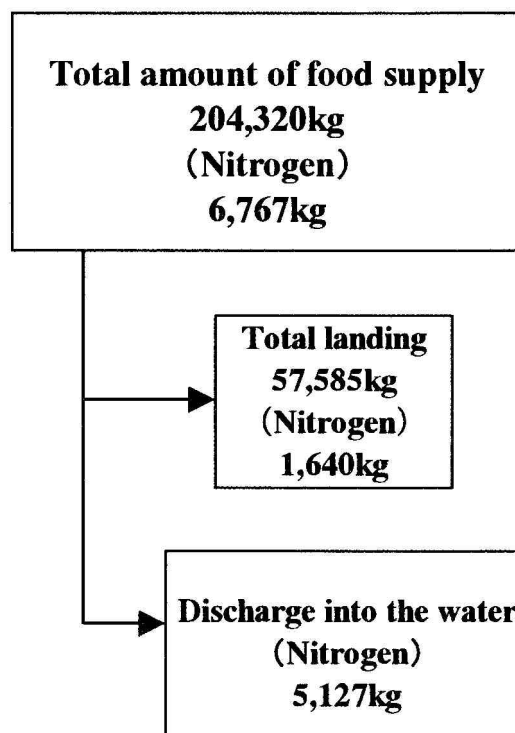 Total amount of food supply
204,320kg
（Nitrogen）
6,767kg
Total landing
57,585kg
（Nitrogen）
1,640kg
Discharge into the water
（Nitrogen）
5,127kg